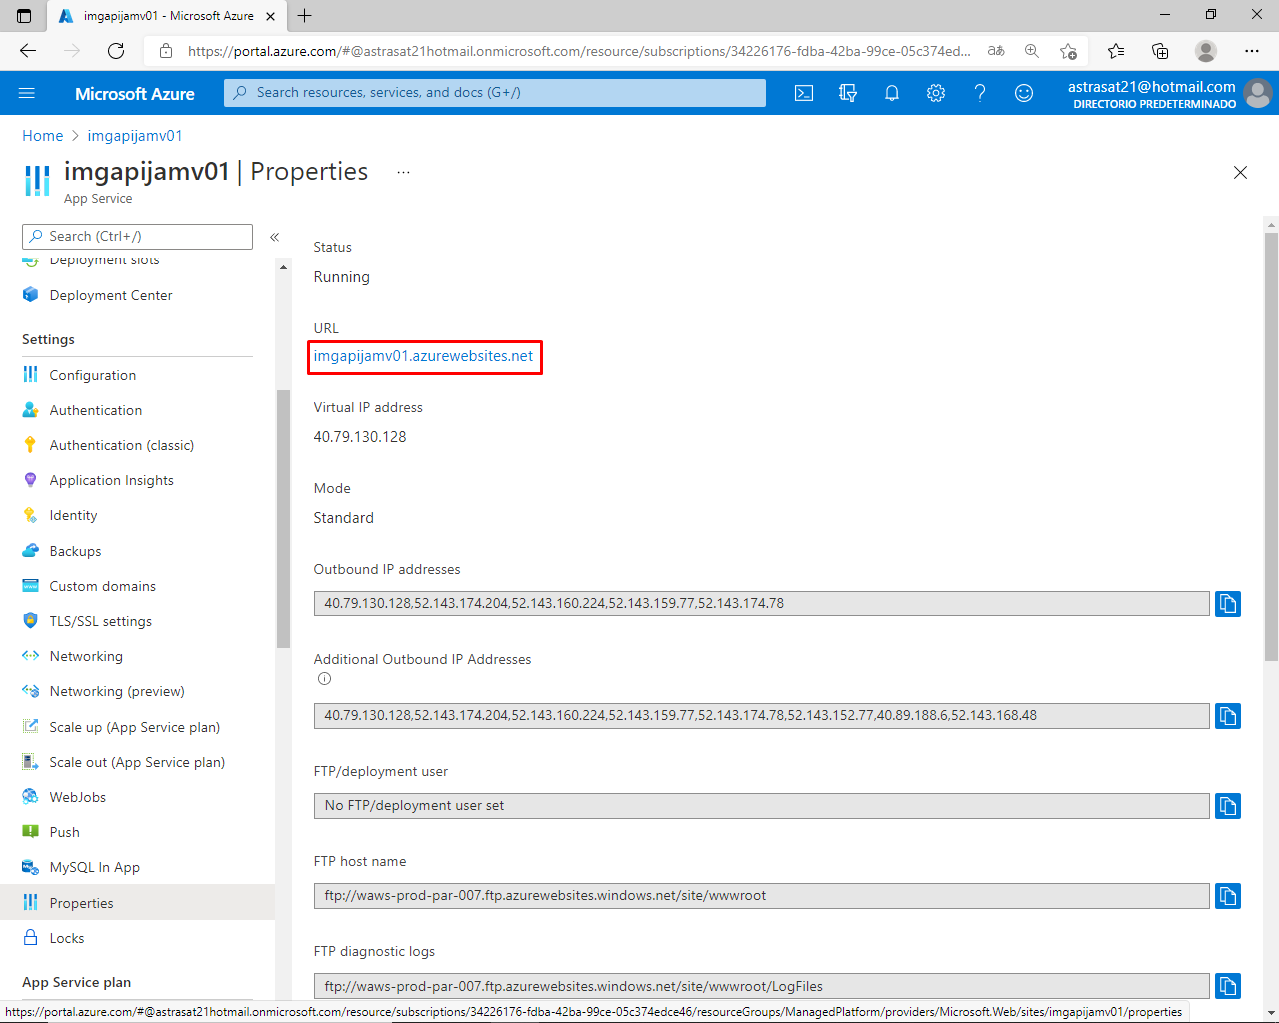 imgapijamv01 - Microsoft Azure
https://portal.azure.com/#@astrasat21hotmail.onmicrosoft.com/resource/subscriptions/34226176-fdba-42ba-99ce-05c374ed...
Microsoft Azure
Search resources, services, and docs (G+/)
astrasat21@hotmail.com
DIRECTORIO PREDETERMINADO
Home > imgapijamv01
imgapijamv01 | Properties ...
App Service
Search (Ctrl+/)
«
Deployment slots
Deployment Center
Settings
Configuration
Authentication
Authentication (classic)
Application Insights
Identity
Backups
Custom domains
TLS/SSL settings
Networking
Networking (preview)
Scale up (App Service plan)
Scale out (App Service plan)
WebJobs
Push
MySQL In App
Properties
Locks
App Service plan
Status
Running
URL
imgapijamv01.azurewebsites.net
Virtual IP address
40.79.130.128
Mode
Standard
Outbound IP addresses
40.79.130.128,52.143.174.204,52.143.160.224,52.143.159.77,52.143.174.78
Additional Outbound IP Addresses
40.79.130.128,52.143.174.204,52.143.160.224,52.143.159.77,52.143.174.78,52.143.152.77,40.89.188.6,52.143.168.48
FTP/deployment user
No FTP/deployment user set
FTP host name
ftp://waws-prod-par-007.ftp.azurewebsites.windows.net/site/wwwroot
FTP diagnostic logs
ftp://waws-prod-par-007.ftp.azurewebsites.windows.net/site/wwwroot/LogFiles
https://portal.azure.com/#@astrasat21hotmail.onmicrosoft.com/resource/subscriptions/34226176-fdba-42ba-99ce-05c374edce46/resourceGroups/ManagedPlatform/providers/Microsoft.Web/sites/imgapijamv01/properties